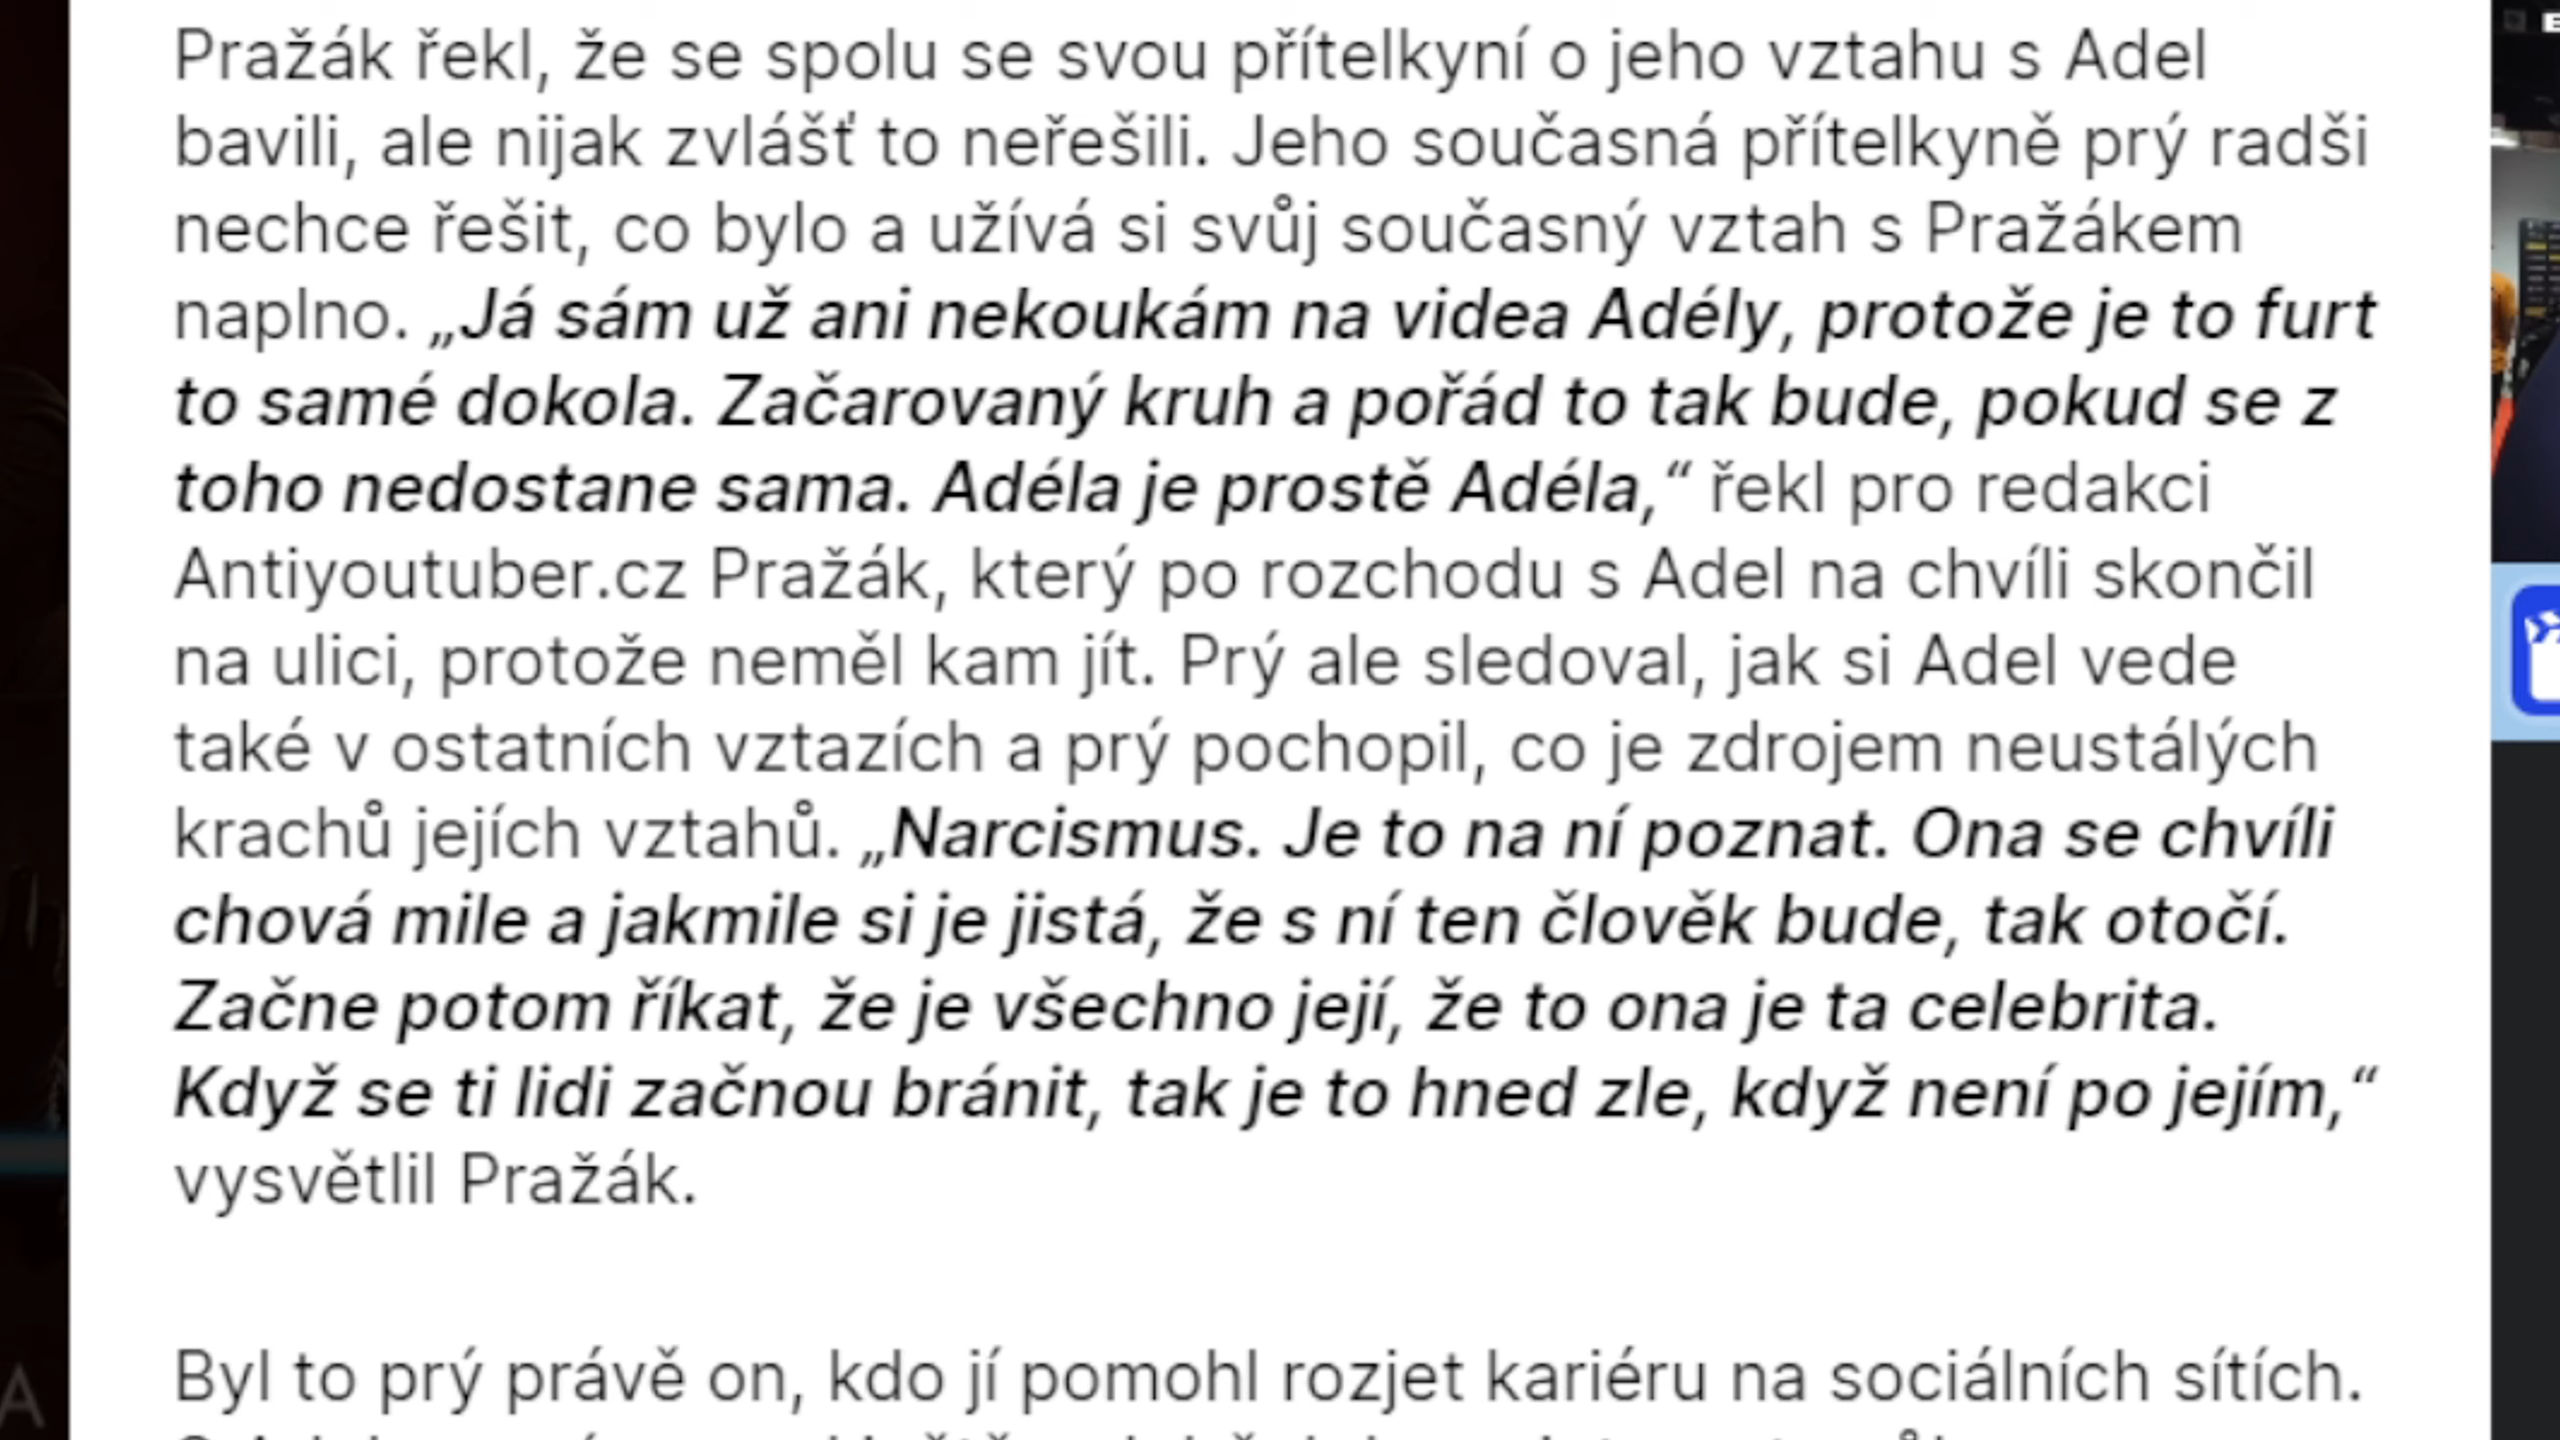 Pražák řekl, že se spolu se svou přítelkyní o jeho vztahu s Adel
bavili, ale nijak zvlášť to neřešili. Jeho současná přítelkyně prý radši
nechce řešit, co bylo a užívá si svůj současný vztah s Pražákem
naplno. „Já sám už ani nekoukám na videa Adély, protože je to furt
to samé dokola. Začarovaný kruh a pořád to tak bude, pokud se z
toho nedostane sama. Adéla je prostě Adéla,“ řekl pro redakci
Antiyoutuber.cz Pražák, který po rozchodu s Adel na chvíli skončil
na ulici, protože neměl kam jít. Prý ale sledoval, jak si Adel vede
také v ostatních vztazích a prý pochopil, co je zdrojem neustálých
krachů jejích vztahů. „Narcismus. Je to na ní poznat. Ona se chvíli
chová mile a jakmile si je jistá, že s ní ten člověk bude, tak otočí.
Začne potom říkat, že je všechno její, že to ona je ta celebrita.
Když se ti lidi začnou bránit, tak je to hned zle, když není po jejím,“
vysvětlil Pražák.
Byl to prý právě on, kdo jí pomohl rozjet kariéru na sociálních sítích.
A